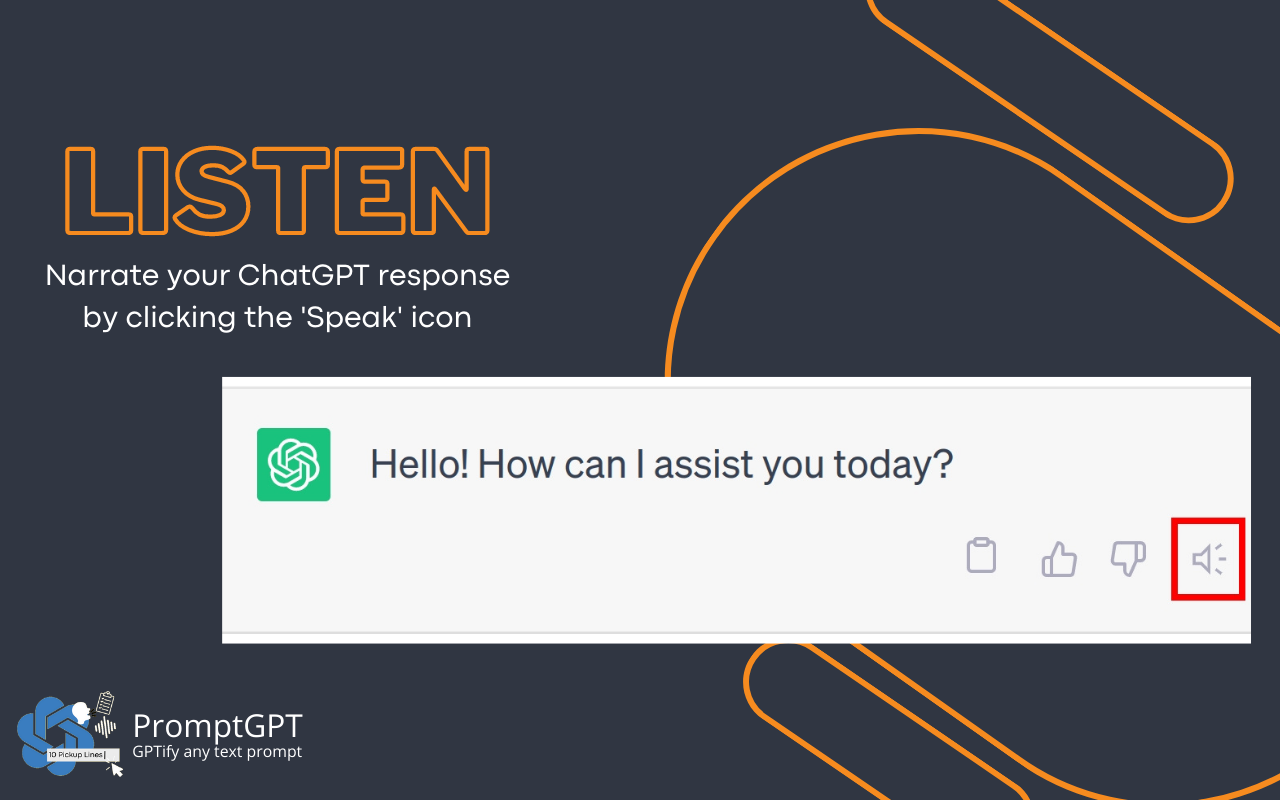 LISTEN
Narrate your ChatGPT response
by clicking the 'Speak' icon
Hello! How can I assist you today?
10 Pickup Lines
PromptGPT
GPTify any text prompt